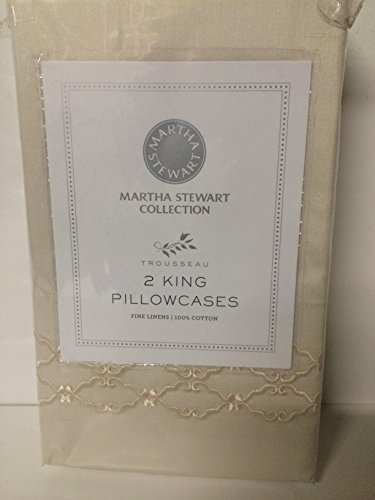 MARTHA
STEWART
MARTHA STEWART
COLLECTION
TROUSSEAU
2 KING
PILLOWCASES
FINE LINENS | 100% COTTON